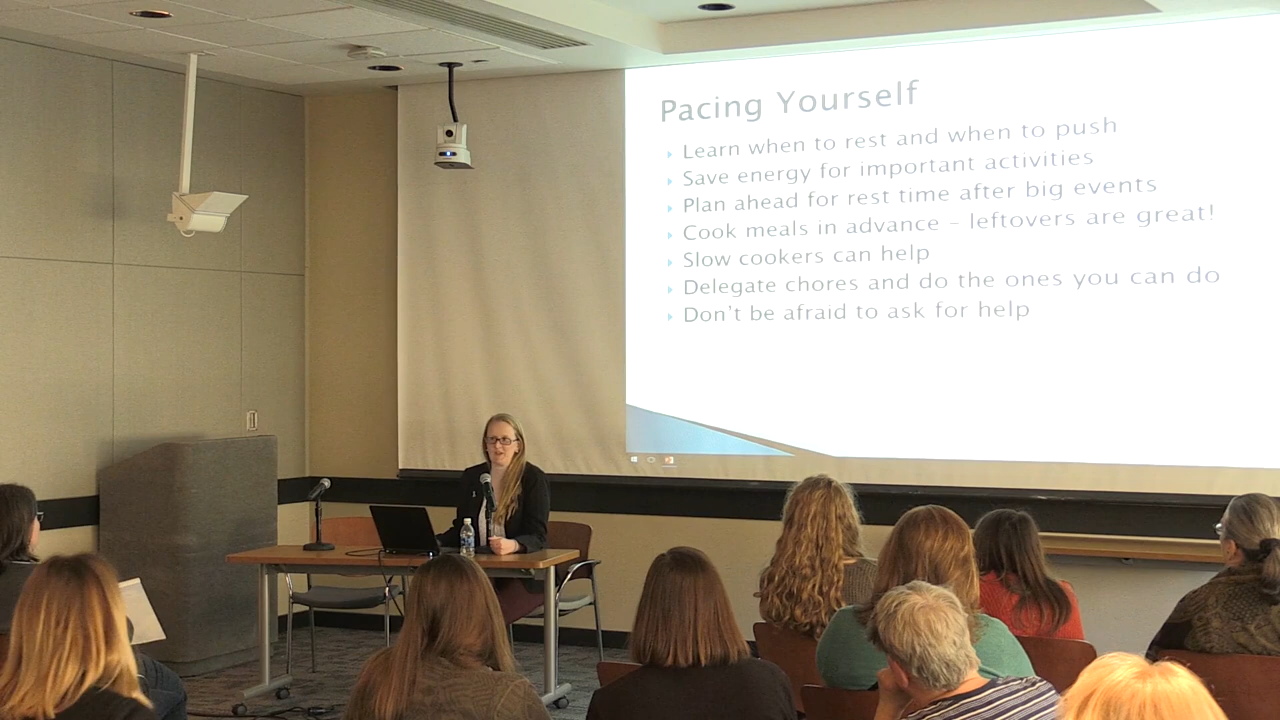 Pacing Yourself
Learn when to rest and when to push
Save energy for important activities
Plan ahead for rest time after big events
Cook meals in advance – leftovers are great!
Slow cookers can help
Delegate chores and do the ones you can do
Don't be afraid to ask for help